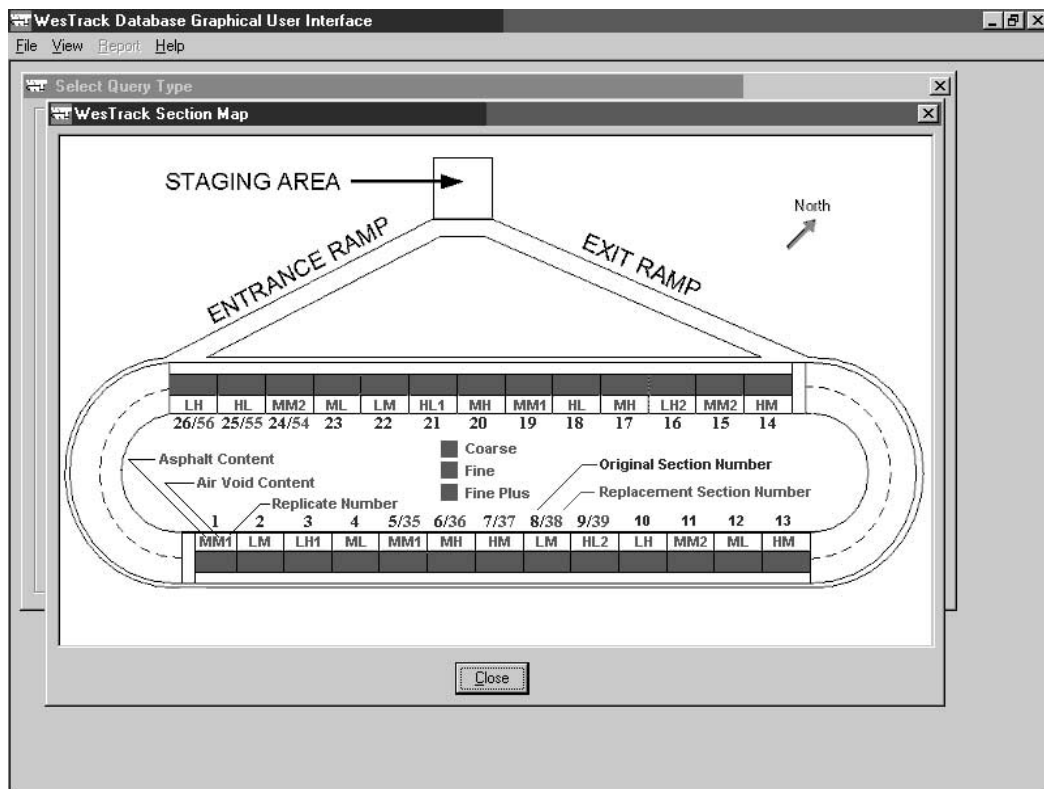 WesTrack Database Graphical User Interface
File View Report Help
Select Query Type
WesTrack Section Map
STAGING AREA
North
ENTRANCE RAMP
EXIT RAMP
LH HL MM2 ML LM HL1 MH MM1 HL MH LH2 MM2 HM
26/56 25/55 24/54 23 22 21 20 19 18 17 16 15 14
Coarse
Asphalt Content
Fine
Original Section Number
Air Void Content
Fine Plus
Replacement Section Number
Replicate Number
1 2 3 4 5/35 6/36 7/37 8/38 9/39 10 11 12 13
MM1 LM LH1 ML MM1 MH HM LM HL2 LH MM2 ML HM
Close